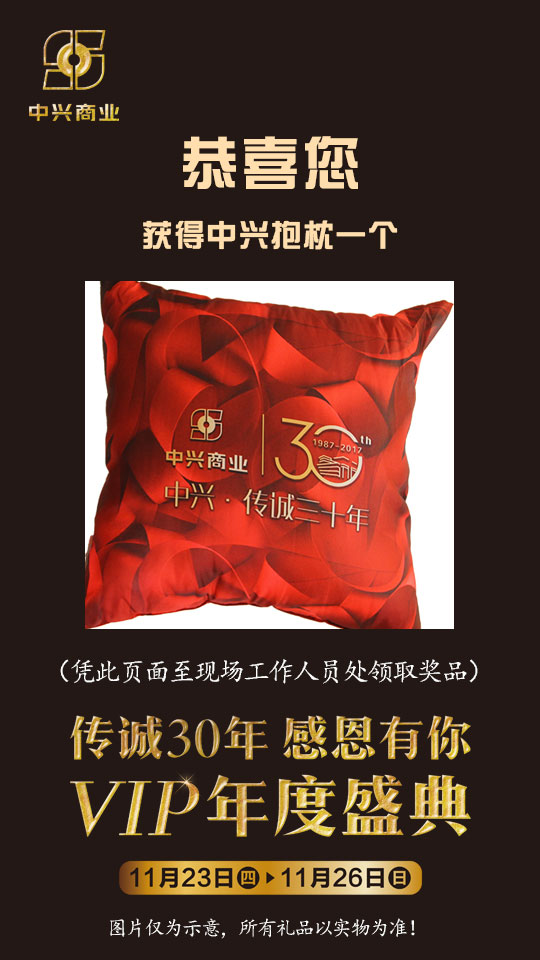 中兴商业
恭喜您
获得中兴抱枕一个
中兴商业
30th
1987-2017
中兴·传诚三十年
（凭此页面至现场工作人员处领取奖品）
传诚30年 感恩有你
VIP年度盛典
11月23日四▶11月26日日
图片仅为示意，所有礼品以实物为准！